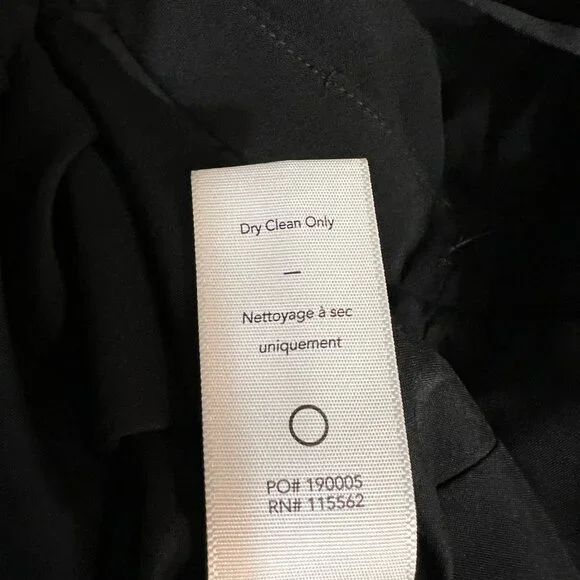 Dry Clean Only
—
Nettoyage à sec
uniquement
PO# 190005
RN# 115562